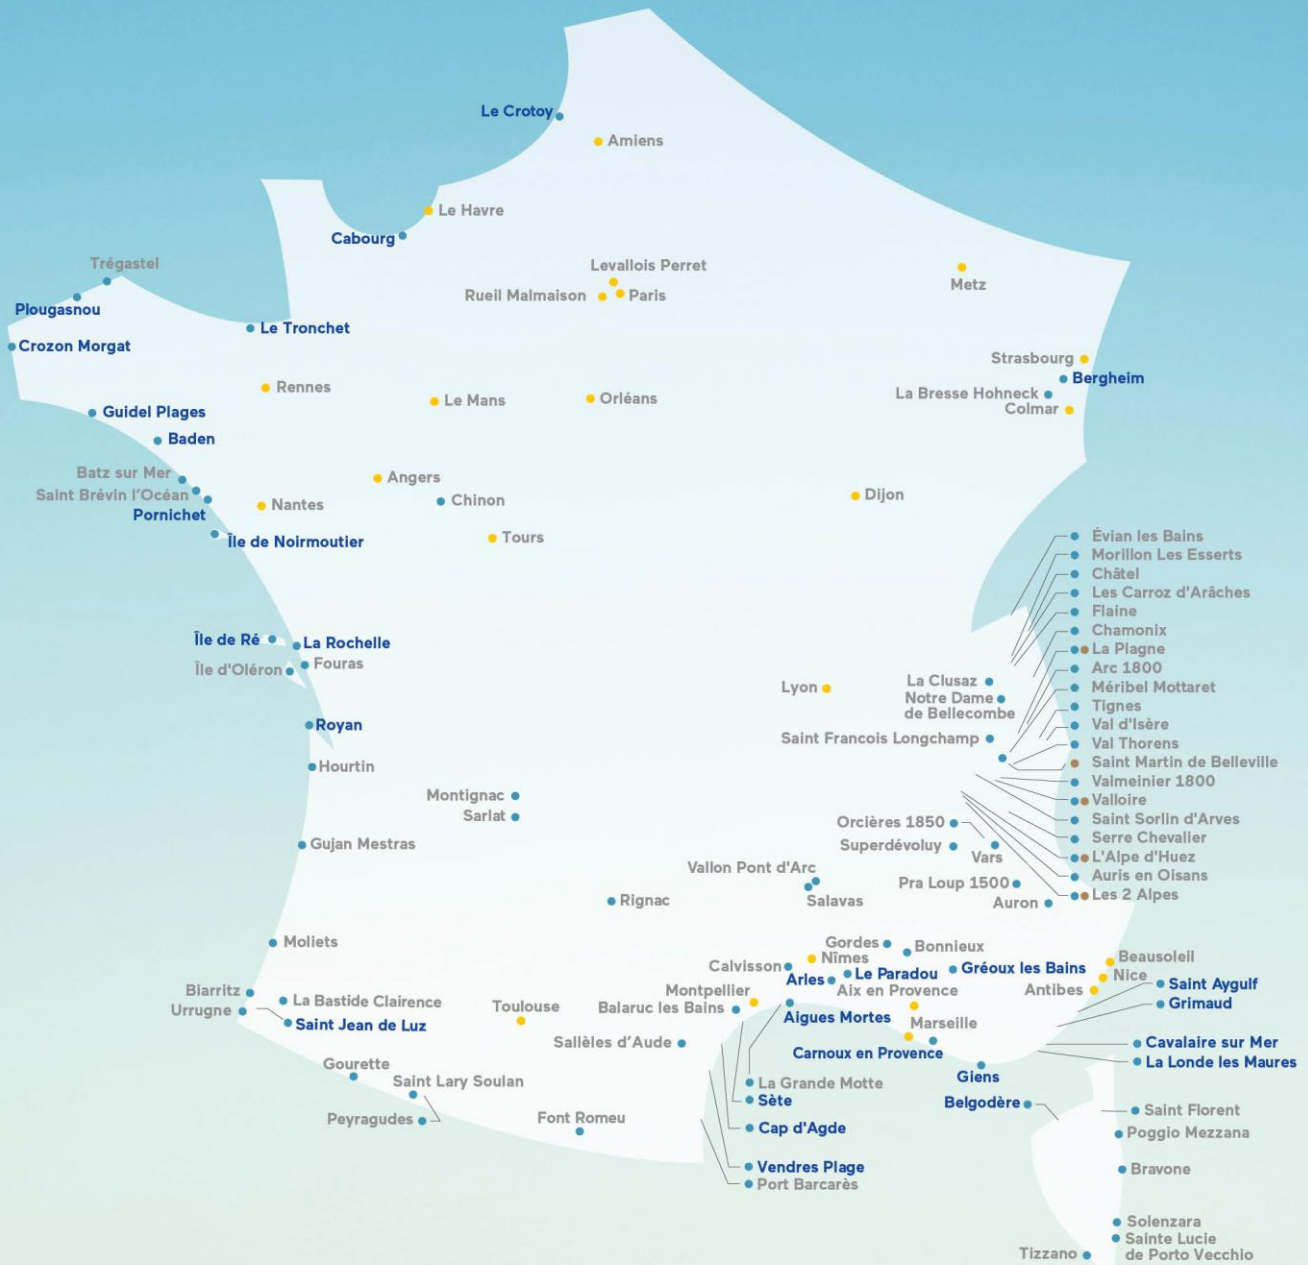 Le Crotoy
Amiens
Le Havre
Cabourg
Levallois Perret
Trégastel
Metz
Rueil Malmaison
Paris
Plougasnou
Le Tronchet
Crozon Morgat
Strasbourg
Bergheim
Rennes
La Bresse Hohneck
Le Mans
Orléans
Colmar
Guidel Plages
Baden
Batz sur Mer
Angers
Saint Brévin l'Océan
Dijon
Chinon
Nantes
Pornichet
Île de Noirmoutier
Tours
Évian les Bains
Morillon Les Esserts
Châtel
Les Carroz d'Arâches
Flaine
Chamonix
La Plagne
Arc 1800
Méribel Mottaret
Tignes
Val d'Isère
Val Thorens
Saint Martin de Belleville
Valmeinier 1800
Valloire
Saint Sorlin d'Arves
Serre Chevalier
L'Alpe d'Huez
Auris en Oisans
Les 2 Alpes
Île de Ré
La Rochelle
Fouras
Île d'Oléron
La Clusaz
Lyon
Notre Dame
de Bellecombe
Royan
Saint Francois Longchamp
Hourtin
Montignac
Sarlat
Orcières 1850
Gujan Mestras
Superdévoluy
Vars
Vallon Pont d'Arc
Pra Loup 1500
Rignac
Salavas
Auron
Moliets
Gordes
Bonnieux
Nîmes
Beausoleil
Calvisson
Gréoux les Bains
Le Paradou
Nice
Arles
Saint Aygulf
Biarritz
Aix en Provence
Antibes
La Bastide Clairence
Montpellier
Grimaud
Urrugne
Toulouse
Balaruc les Bains
Aigues Mortes
Saint Jean de Luz
Marseille
Sallèles d'Aude
Cavalaire sur Mer
Carnoux en Provence
La Londe les Maures
Gourette
Giens
Saint Lary Soulan
La Grande Motte
Sète
Belgodère
Saint Florent
Peyragudes
Font Romeu
Cap d'Agde
Poggio Mezzana
Vendres Plage
Bravone
Port Barcarès
Solenzara
Sainte Lucie
de Porto Vecchio
Tizzano